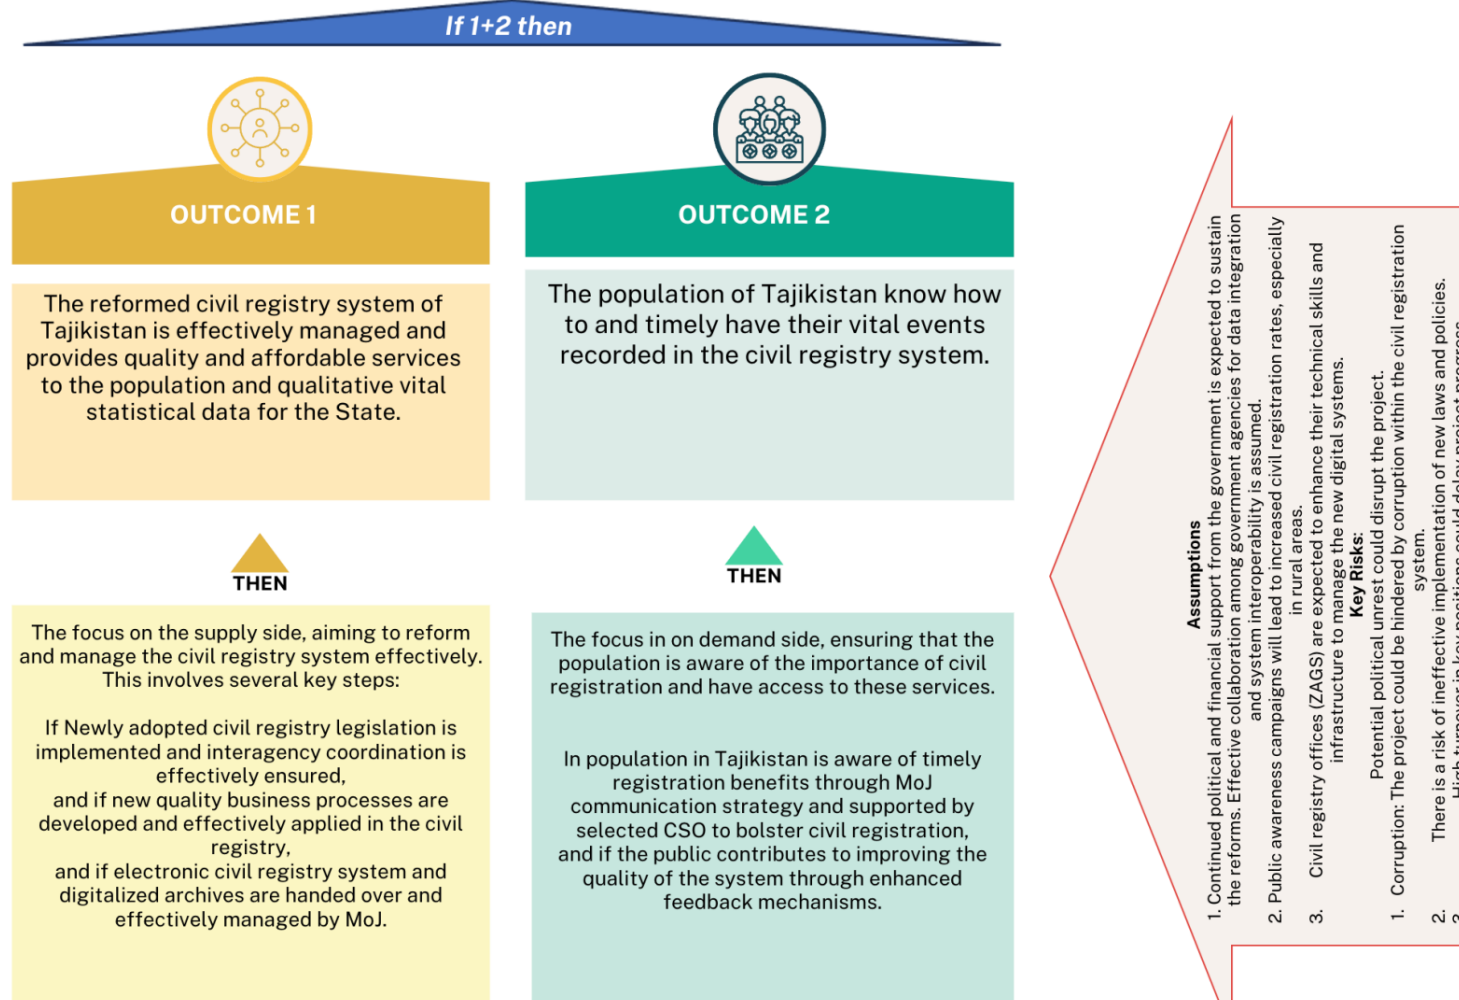 If 1+2 then
OUTCOME 1
The reformed civil registry system of
Tajikistan is effectively managed and
provides quality and affordable services
to the population and qualitative vital
statistical data for the State.
THEN
The focus on the supply side, aiming to reform
and manage the civil registry system effectively.
This involves several key steps:
If Newly adopted civil registry legislation is
implemented and interagency coordination is
effectively ensured,
and if new quality business processes are
developed and effectively applied in the civil
registry,
and if electronic civil registry system and
digitalized archives are handed over and
effectively managed by MoJ.
OUTCOME 2
The population of Tajikistan know how
to and timely have their vital events
recorded in the civil registry system.
THEN
The focus in on demand side, ensuring that the
population is aware of the importance of civil
registration and have access to these services.
In population in Tajikistan is aware of timely
registration benefits through MoJ
communication strategy and supported by
selected CSO to bolster civil registration,
and if the public contributes to improving the
quality of the system through enhanced
feedback mechanisms.
Assumptions
1. Continued political and financial support from the government is expected to sustain
the reforms. Effective collaboration among government agencies for data integration
and system interoperability is assumed.
2. Public awareness campaigns will lead to increased civil registration rates, especially
in rural areas.
3. Civil registry offices (ZAGS) are expected to enhance their technical skills and
infrastructure to manage the new digital systems.
Key Risks:
Potential political unrest could disrupt the project.
1. Corruption: The project could be hindered by corruption within the civil registration
system.
2. There is a risk of ineffective implementation of new laws and policies.
3. High turnover in key positions could delay project progress.